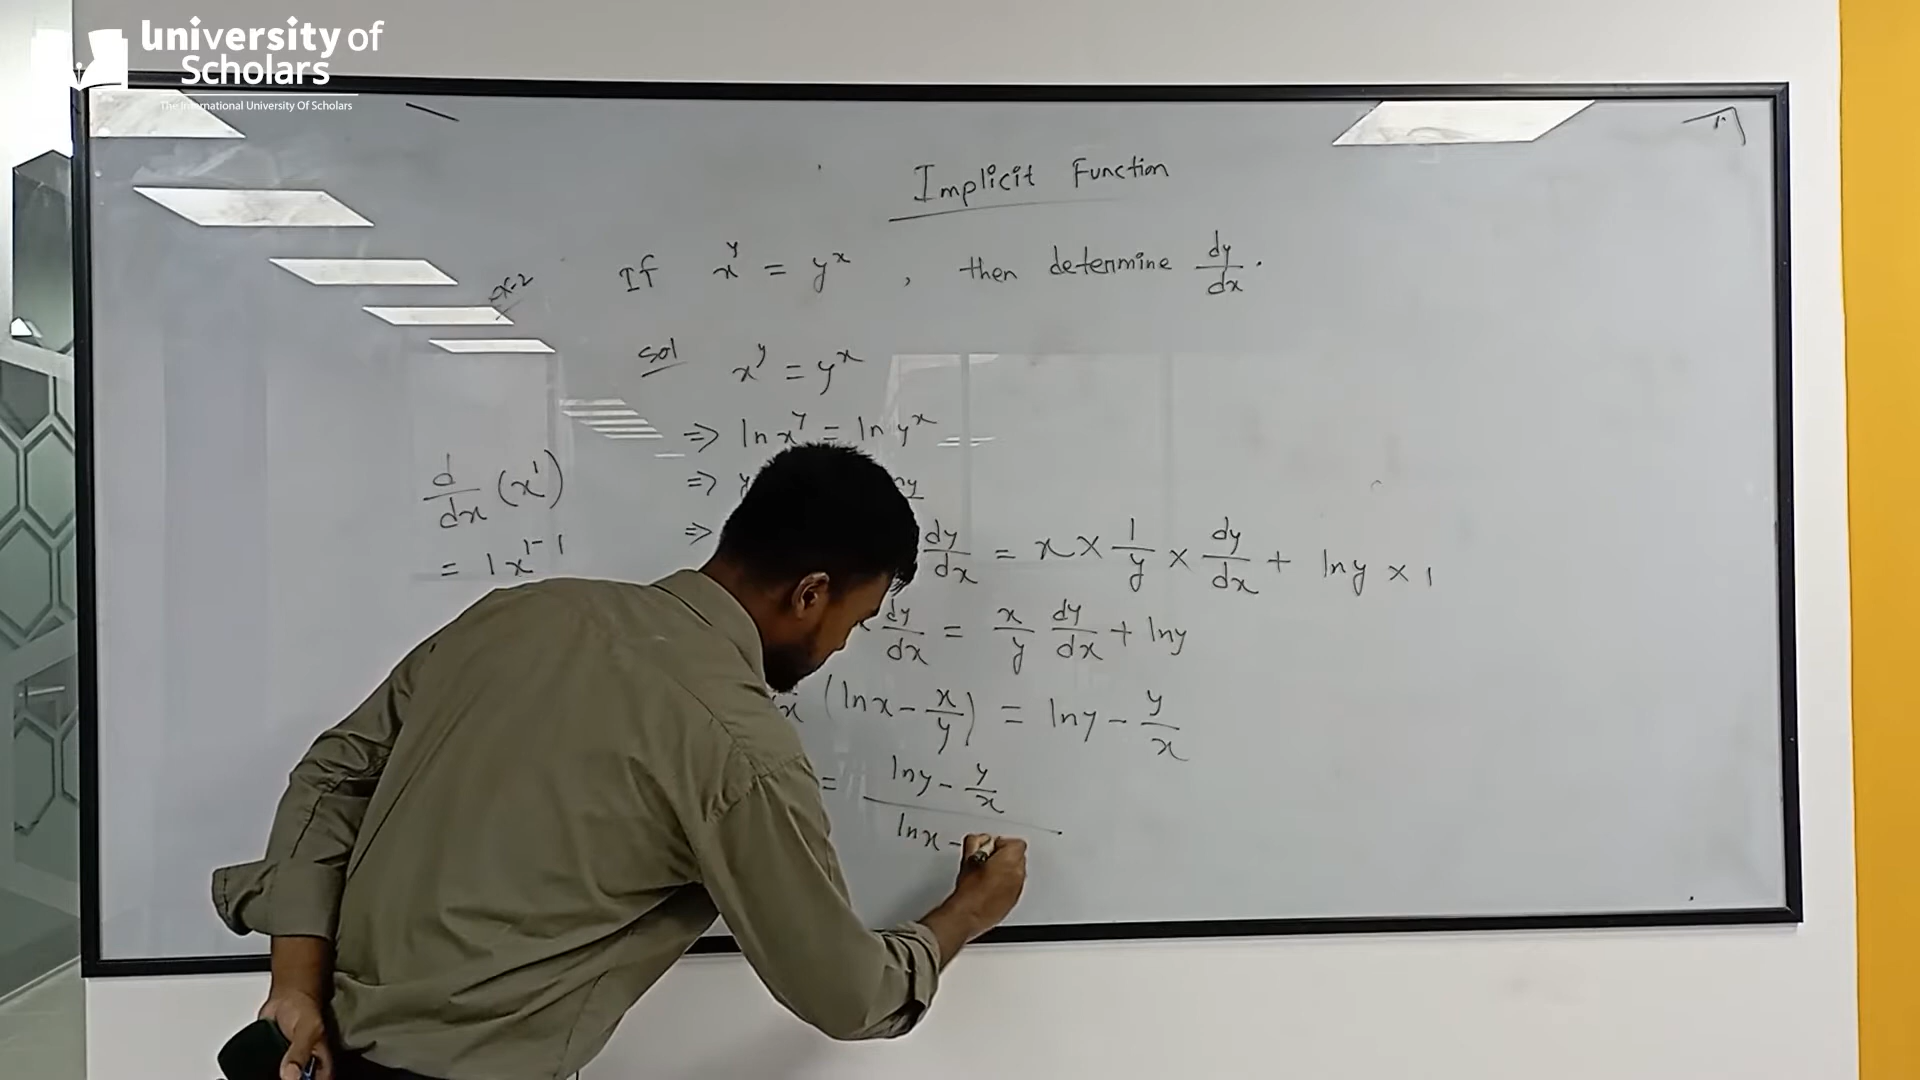 University of
Scholars
The International University Of Scholars
Implicit Function
If x^y = y^x , then determine dy/dx .
x-2
Sol x^y = y^x
=> ln x^y = ln y^x
=> y
=>
dy/dx = x × 1/y × dy/dx + lny × 1
d/dx (x^1)
= 1x^1-1
dy/dx = x/y dy/dx + lny
(lnx - x/y) = lny - y/x
= lny - y/x
lnx -